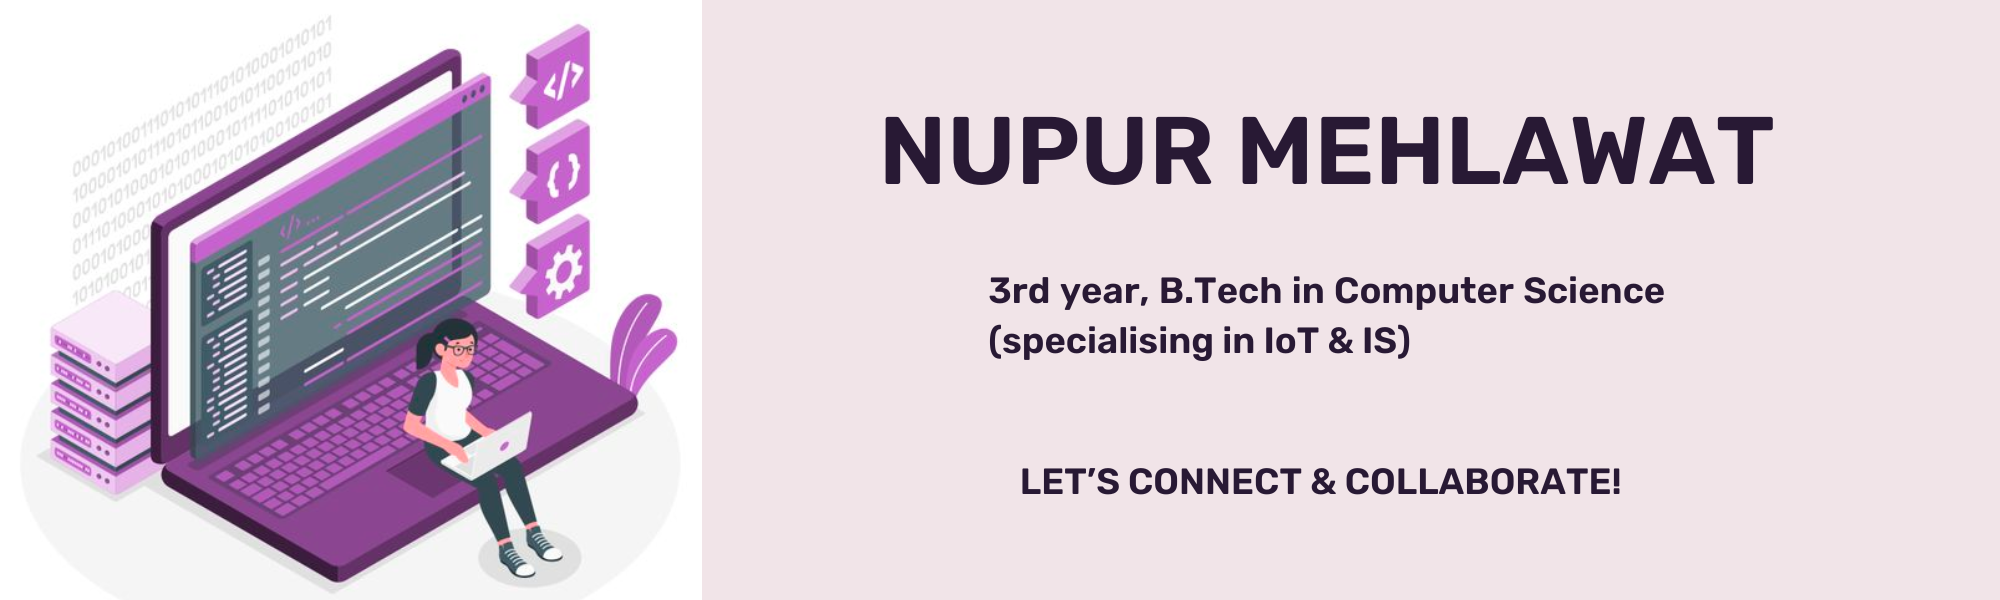 NUPUR MEHLAWAT
3rd year, B.Tech in Computer Science
(specialising in IoT & IS)
LET’S CONNECT & COLLABORATE!